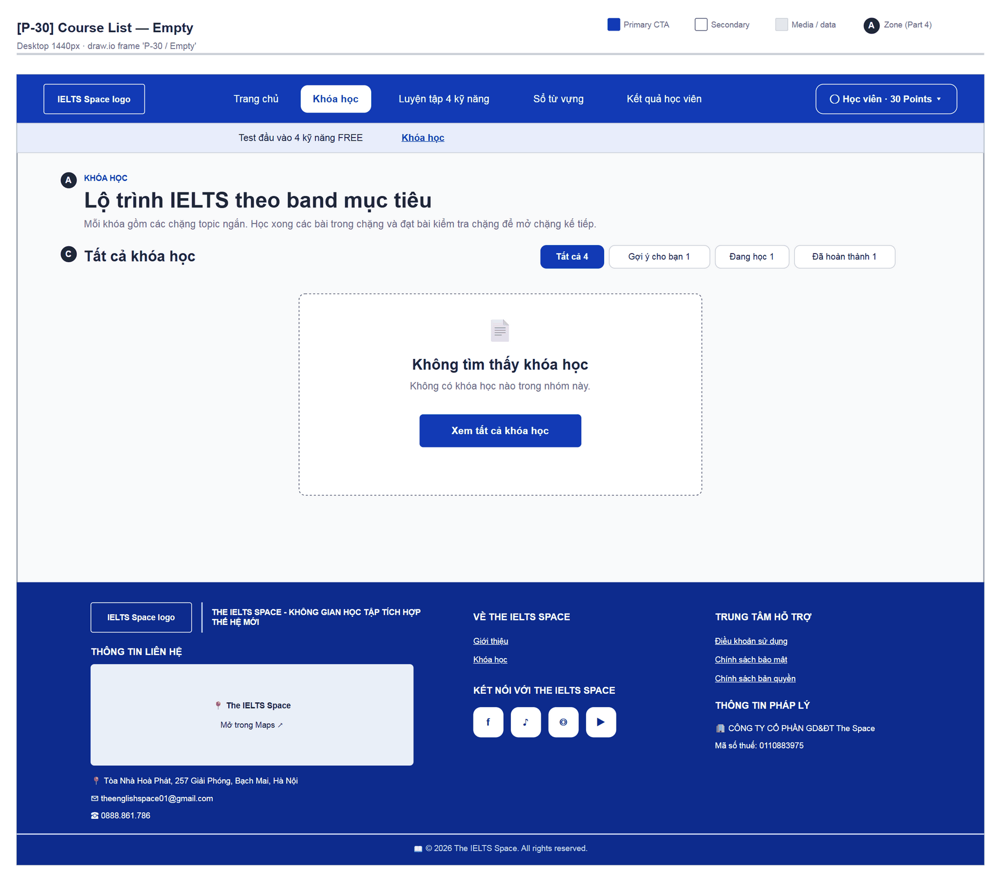 [P-30] Course List — Empty
Desktop 1440px · draw.io frame 'P-30 / Empty'
Primary CTA
Secondary
Media / data
A
Zone (Part 4)
IELTS Space logo
Trang chủ
Khóa học
Luyện tập 4 kỹ năng
Sổ từ vựng
Kết quả học viên
Học viên · 30 Points ▾
Test đầu vào 4 kỹ năng FREE
Khóa học
A
KHÓA HỌC
Lộ trình IELTS theo band mục tiêu
Mỗi khóa gồm các chặng topic ngắn. Học xong các bài trong chặng và đạt bài kiểm tra chặng để mở chặng kế tiếp.
C
Tất cả khóa học
Tất cả 4
Gợi ý cho bạn 1
Đang học 1
Đã hoàn thành 1
Không tìm thấy khóa học
Không có khóa học nào trong nhóm này.
Xem tất cả khóa học
IELTS Space logo
THE IELTS SPACE - KHÔNG GIAN HỌC TẬP TÍCH HỢP
THẾ HỆ MỚI
THÔNG TIN LIÊN HỆ
The IELTS Space
Mở trong Maps ↗
Tòa Nhà Hoà Phát, 257 Giải Phóng, Bạch Mai, Hà Nội
theenglishspace01@gmail.com
0888.861.786
VỀ THE IELTS SPACE
Giới thiệu
Khóa học
KẾT NỐI VỚI THE IELTS SPACE
f
TRUNG TÂM HỖ TRỢ
Điều khoản sử dụng
Chính sách bảo mật
Chính sách bản quyền
THÔNG TIN PHÁP LÝ
CÔNG TY CỔ PHẦN GD&ĐT The Space
Mã số thuế: 0110883975
© 2026 The IELTS Space. All rights reserved.